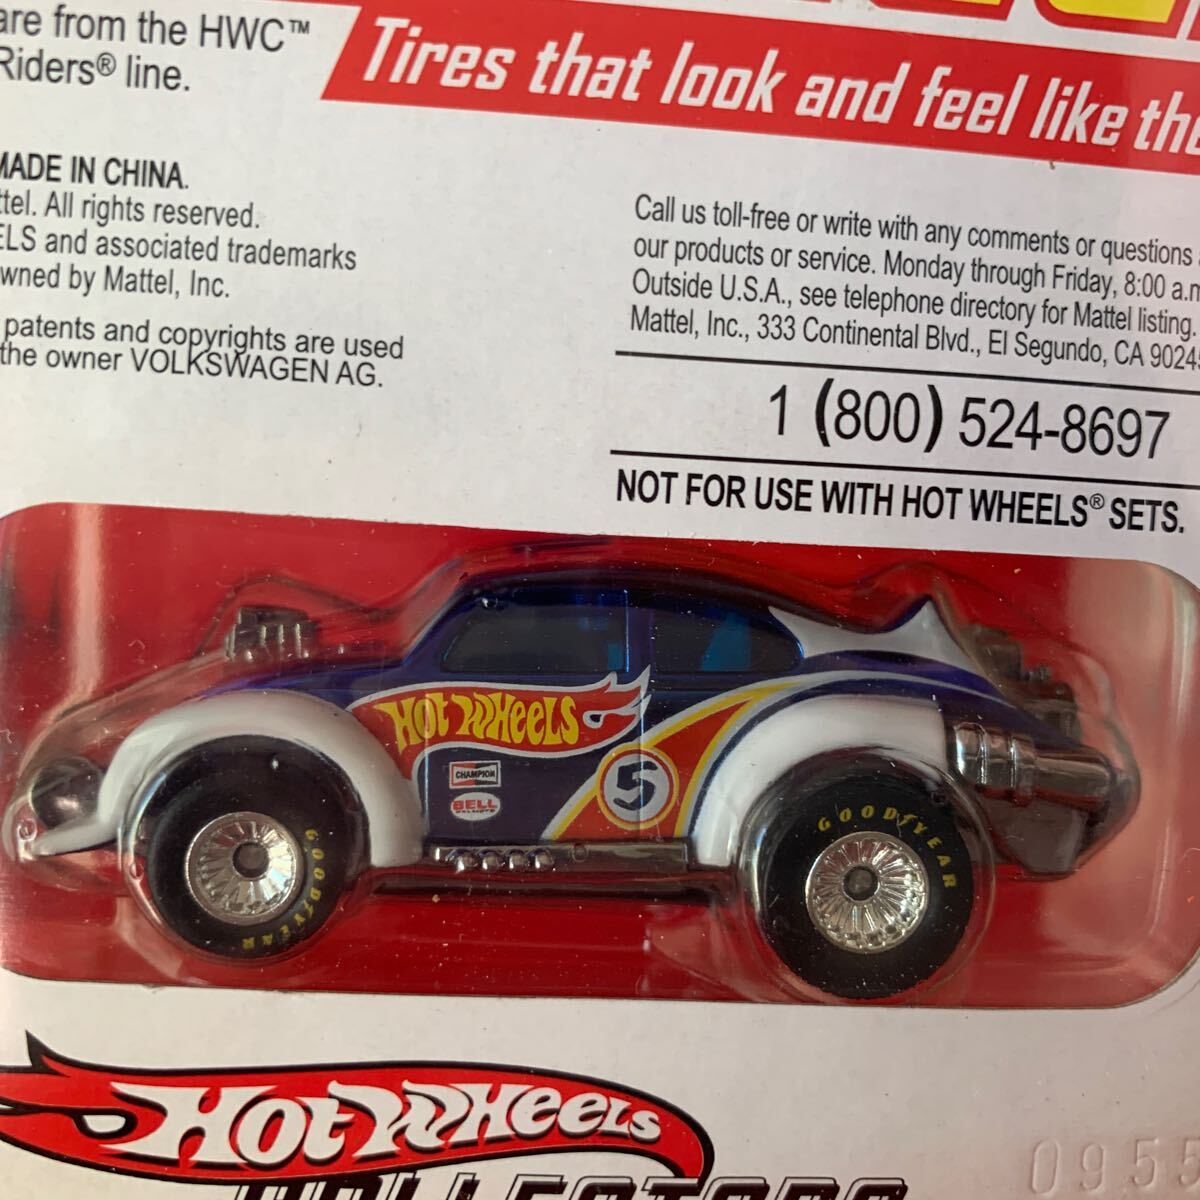 are from the HWC™
Riders® line.
Tires that look and feel like the
MADE IN CHINA.
ttel. All rights reserved.
ELS and associated trademarks
wned by Mattel, Inc.
patents and copyrights are used
the owner VOLKSWAGEN AG.
Call us toll-free or write with any comments or questions
our products or service. Monday through Friday, 8:00 a.m
Outside U.S.A., see telephone directory for Mattel listing.
Mattel, Inc., 333 Continental Blvd., El Segundo, CA 90245
1 (800) 524-8697
NOT FOR USE WITH HOT WHEELS® SETS.
HOT WHEELS
CHAMPION
BELL
HELMETS
5
GOODYEAR
GOODYEAR
HOT WHEELS
COLLECTORS
0955